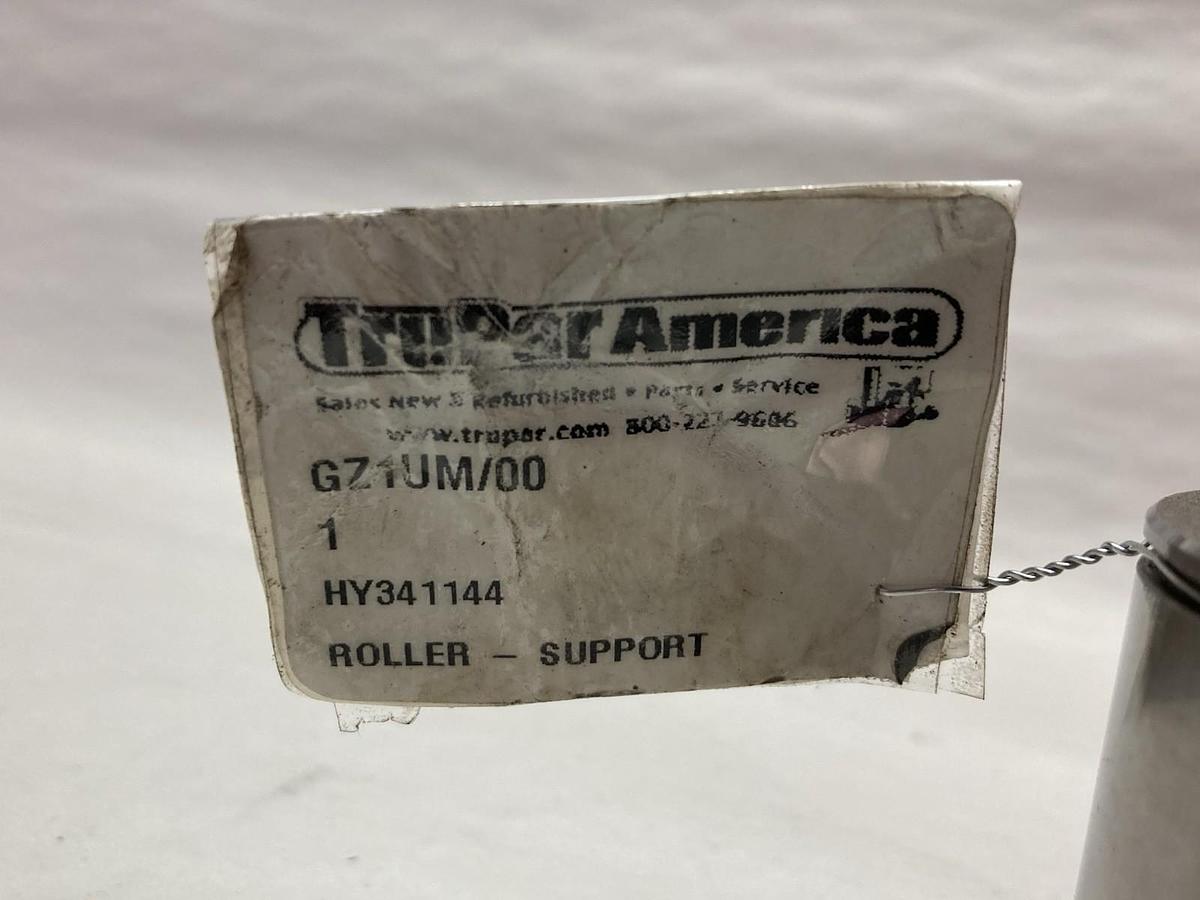 TruPar America
Sales New & Refurbished • Parts • Service
www.trupar.com
GZ1UM/00
1
HY341144
ROLLER - SUPPORT